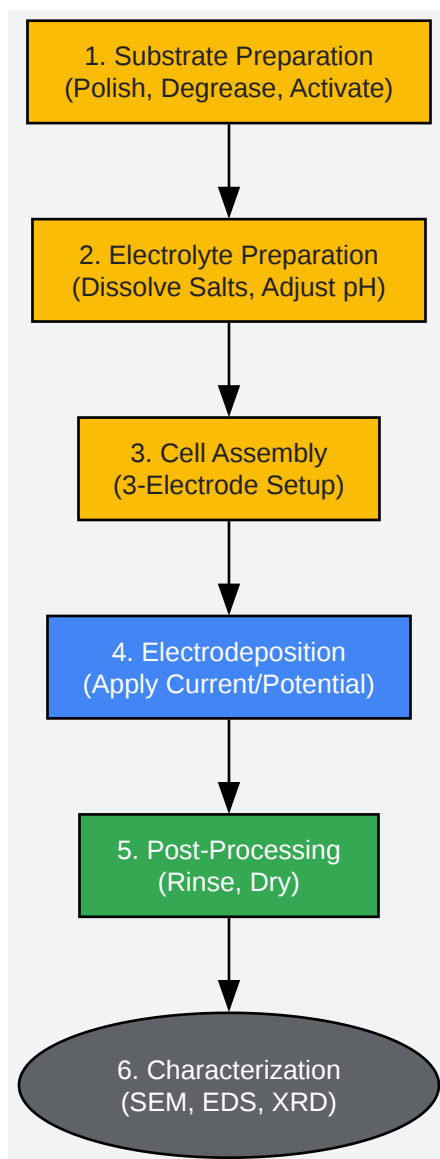 1. Substrate Preparation
(Polish, Degrease, Activate)
2. Electrolyte Preparation
(Dissolve Salts, Adjust pH)
3. Cell Assembly
(3-Electrode Setup)
4. Electrodeposition
(Apply Current/Potential)
5. Post-Processing
(Rinse, Dry)
6. Characterization
(SEM, EDS, XRD)